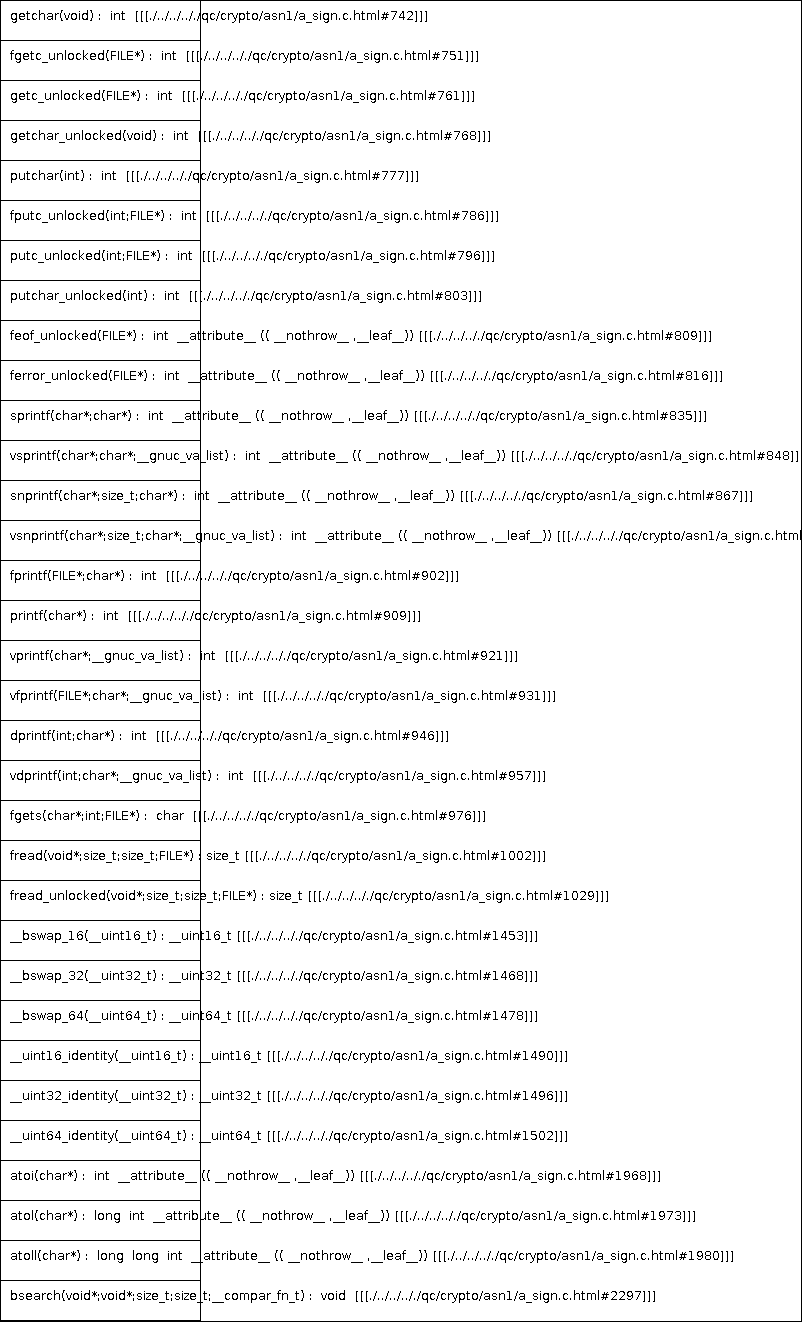 getchar(void) : int [[[./../../../../qc/crypto/asn1/a_sign.c.html#742]]]
fgetc_unlocked(FILE*) : int [[[./../../../../qc/crypto/asn1/a_sign.c.html#751]]]
getc_unlocked(FILE*) : int [[[./../../../../qc/crypto/asn1/a_sign.c.html#761]]]
getchar_unlocked(void) : int [[[./../../../../qc/crypto/asn1/a_sign.c.html#768]]]
putchar(int) : int [[[./../../../../qc/crypto/asn1/a_sign.c.html#777]]]
fputc_unlocked(int;FILE*) : int [[[./../../../../qc/crypto/asn1/a_sign.c.html#786]]]
putc_unlocked(int;FILE*) : int [[[./../../../../qc/crypto/asn1/a_sign.c.html#796]]]
putchar_unlocked(int) : int [[[./../../../../qc/crypto/asn1/a_sign.c.html#803]]]
feof_unlocked(FILE*) : int __attribute__ (( __nothrow__ ,__leaf__)) [[[./../../../../qc/crypto/asn1/a_sign.c.html#809]]]
ferror_unlocked(FILE*) : int __attribute__ (( __nothrow__ ,__leaf__)) [[[./../../../../qc/crypto/asn1/a_sign.c.html#816]]]
sprintf(char*;char*) : int __attribute__ (( __nothrow__ ,__leaf__)) [[[./../../../../qc/crypto/asn1/a_sign.c.html#835]]]
vsprintf(char*;char*;__gnuc_va_list) : int __attribute__ (( __nothrow__ ,__leaf__)) [[[./../../../../qc/crypto/asn1/a_sign.c.html#848]]
snprintf(char*;size_t;char*) : int __attribute__ (( __nothrow__ ,__leaf__)) [[[./../../../../qc/crypto/asn1/a_sign.c.html#867]]]
vsnprintf(char*;size_t;char*;__gnuc_va_list) : int __attribute__ (( __nothrow__ ,__leaf__)) [[[./../../../../qc/crypto/asn1/a_sign.c.html
fprintf(FILE*;char*) : int [[[./../../../../qc/crypto/asn1/a_sign.c.html#902]]]
printf(char*) : int [[[./../../../../qc/crypto/asn1/a_sign.c.html#909]]]
vprintf(char*;__gnuc_va_list) : int [[[./../../../../qc/crypto/asn1/a_sign.c.html#921]]]
vfprintf(FILE*;char*;__gnuc_va_list) : int [[[./../../../../qc/crypto/asn1/a_sign.c.html#931]]]
dprintf(int;char*) : int [[[./../../../../qc/crypto/asn1/a_sign.c.html#946]]]
vdprintf(int;char*;__gnuc_va_list) : int [[[./../../../../qc/crypto/asn1/a_sign.c.html#957]]]
fgets(char*;int;FILE*) : char [[[./../../../../qc/crypto/asn1/a_sign.c.html#976]]]
fread(void*;size_t;size_t;FILE*) : size_t [[[./../../../../qc/crypto/asn1/a_sign.c.html#1002]]]
fread_unlocked(void*;size_t;size_t;FILE*) : size_t [[[./../../../../qc/crypto/asn1/a_sign.c.html#1029]]]
__bswap_16(__uint16_t) : __uint16_t [[[./../../../../qc/crypto/asn1/a_sign.c.html#1453]]]
__bswap_32(__uint32_t) : __uint32_t [[[./../../../../qc/crypto/asn1/a_sign.c.html#1468]]]
__bswap_64(__uint64_t) : __uint64_t [[[./../../../../qc/crypto/asn1/a_sign.c.html#1478]]]
__uint16_identity(__uint16_t) : __uint16_t [[[./../../../../qc/crypto/asn1/a_sign.c.html#1490]]]
__uint32_identity(__uint32_t) : __uint32_t [[[./../../../../qc/crypto/asn1/a_sign.c.html#1496]]]
__uint64_identity(__uint64_t) : __uint64_t [[[./../../../../qc/crypto/asn1/a_sign.c.html#1502]]]
atoi(char*) : int __attribute__ (( __nothrow__ ,__leaf__)) [[[./../../../../qc/crypto/asn1/a_sign.c.html#1968]]]
atol(char*) : long int __attribute__ (( __nothrow__ ,__leaf__)) [[[./../../../../qc/crypto/asn1/a_sign.c.html#1973]]]
atoll(char*) : long long int __attribute__ (( __nothrow__ ,__leaf__)) [[[./../../../../qc/crypto/asn1/a_sign.c.html#1980]]]
bsearch(void*;void*;size_t;size_t;__compar_fn_t) : void [[[./../../../../qc/crypto/asn1/a_sign.c.html#2297]]]